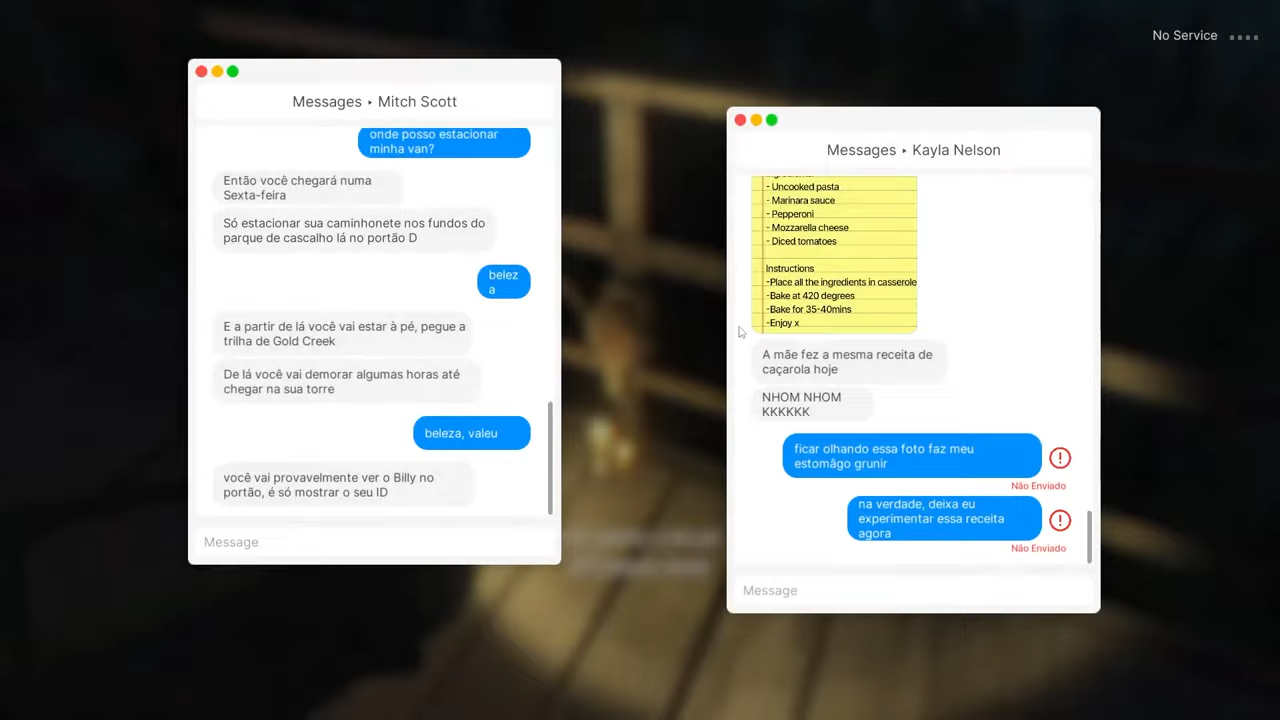 No Service
Messages ▸ Mitch Scott
onde posso estacionar
minha van?
Então você chegará numa
Sexta-feira
Só estacionar sua caminhonete nos fundos do
parque de cascalho lá no portão D
belez
a
E a partir de lá você vai estar à pé, pegue a
trilha de Gold Creek
De lá você vai demorar algumas horas até
chegar na sua torre
beleza, valeu
você vai provavelmente ver o Billy no
portão, é só mostrar o seu ID
Message
Messages ▸ Kayla Nelson
- Uncooked pasta
- Marinara sauce
- Pepperoni
- Mozzarella cheese
- Diced tomatoes
Instructions
-Place all the ingredients in casserole
-Bake at 420 degrees
-Bake for 35-40mins
-Enjoy x
A mãe fez a mesma receita de
caçarola hoje
NHOM NHOM
KKKKKK
ficar olhando essa foto faz meu
estomâgo grunir
Não Enviado
na verdade, deixa eu
experimentar essa receita
agora
Não Enviado
Message